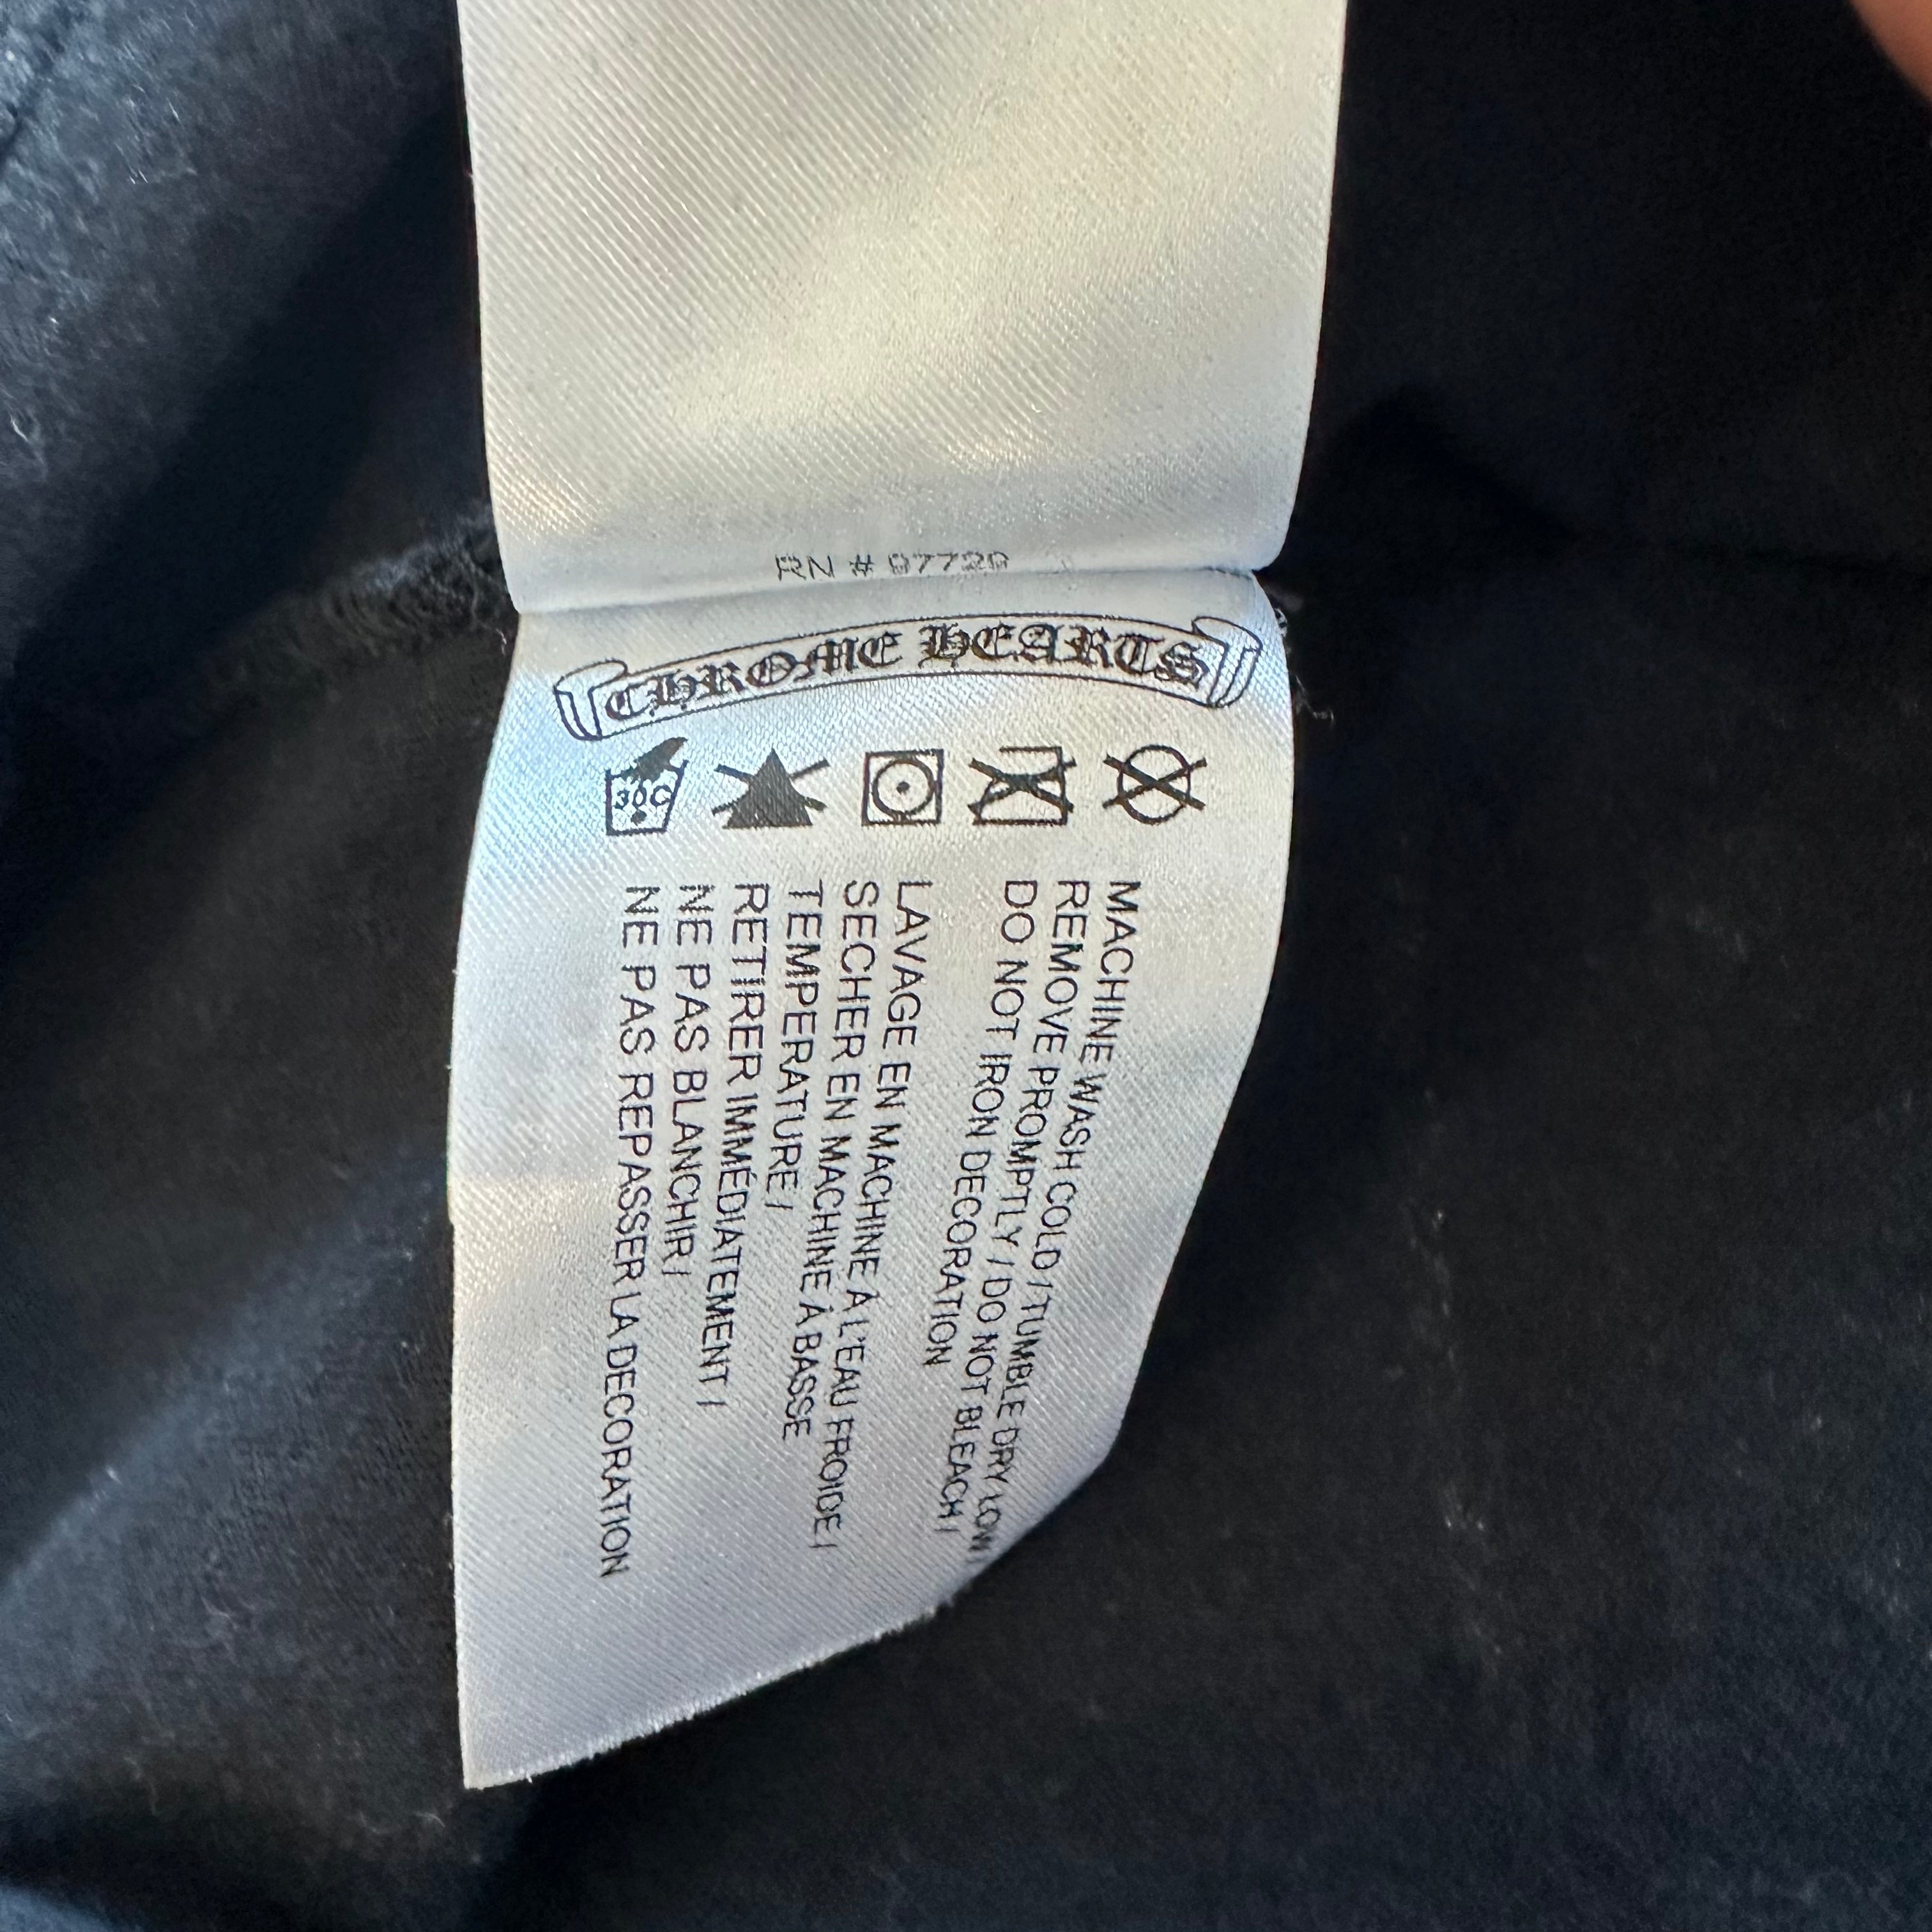 RN # 97729
CHROME HEARTS
30C
MACHINE WASH COLD / TUMBLE DRY LOW /
REMOVE PROMPTLY / DO NOT BLEACH /
DO NOT IRON DECORATION
LAVAGE EN MACHINE À L'EAU FROIDE /
SECHER EN MACHINE À BASSE
TEMPERATURE /
RETIRER IMMÉDIATEMENT /
NE PAS BLANCHIR /
NE PAS REPASSER LA DECORATION